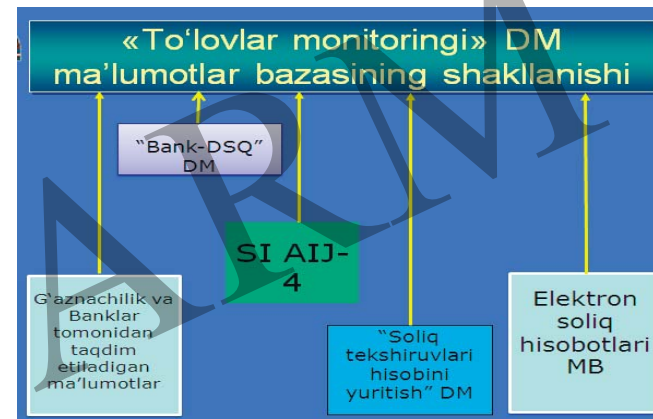 «To‘lovlar monitoringi» DM
ma’lumotlar bazasining shakllanishi
“Bank-DSQ”
DM
SI AIJ-
4
G‘aznachilik va
Banklar
tomonidan
taqdim
etiladigan
ma’lumotlar
“Soliq
tekshiruvlari
hisobini
yuritish” DM
Elektron
soliq
hisobotlari
MB
ARM